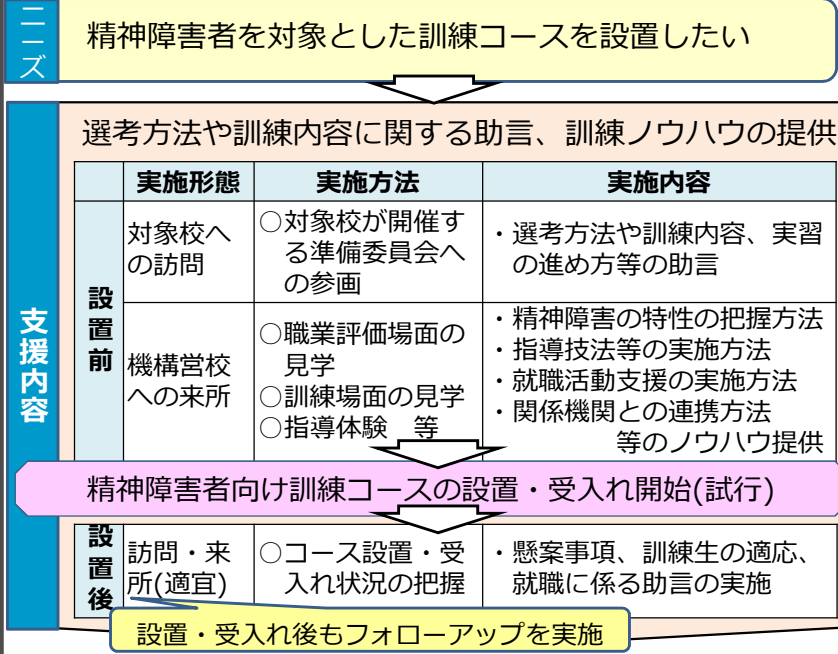 ニーズ
精神障害者を対象とした訓練コースを設置したい
支援内容
選考方法や訓練内容に関する助言、訓練ノウハウの提供
実施形態
実施方法
実施内容
設置前
対象校へ
の訪問
○対象校が開催す
る準備委員会へ
の参画
・選考方法や訓練内容、実習
の進め方等の助言
機構営校
への来所
○職業評価場面の
見学
○訓練場面の見学
○指導体験 等
・精神障害の特性の把握方法
・指導技法等の実施方法
・就職活動支援の実施方法
・関係機関との連携方法
等のノウハウ提供
精神障害者向け訓練コースの設置・受入れ開始(試行)
設置後
訪問・来
所(適宜)
○コース設置・受
入れ状況の把握
・懸案事項、訓練生の適応、
就職に係る助言の実施
設置・受入れ後もフォローアップを実施